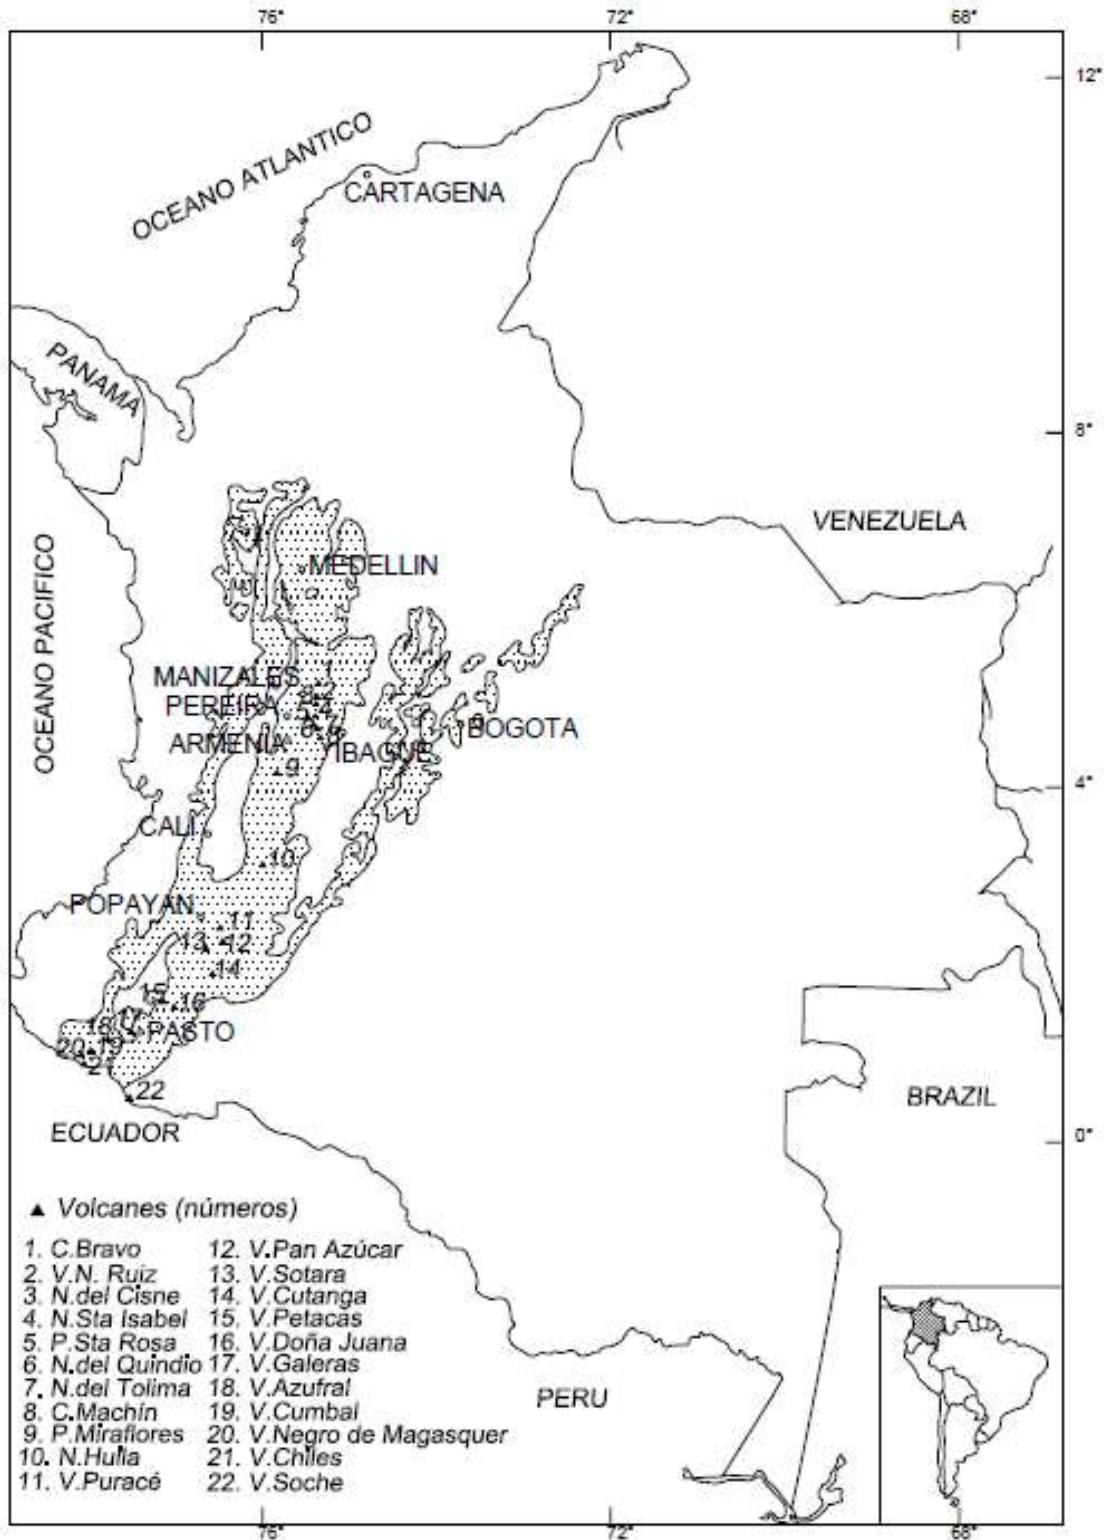 76°
72°
68°
12°
OCEANO ATLANTICO
CARTAGENA
PANAMA
8°
VENEZUELA
OCEANO PACIFICO
MEDELLIN
MANIZALES
1
PEREIRA
4
BOGOTA
ARMENIA
IBAGUE
9
4°
CALI
10
POPAYAN
11
13
12
14
15
16
17
PASTO
18
19
20
21
22
BRAZIL
ECUADOR
0°
Volcanes (números)
1. C.Bravo
2. V.N. Ruiz
3. N.del Cisne
4. N.Sta Isabel
5. P.Sta Rosa
6. N.del Quindio
7. N.del Tolima
8. C.Machín
9. P.Miraflores
10. N.Huila
11. V.Puracé
12. V.Pan Azúcar
13. V.Sotara
14. V.Cutanga
15. V.Petacas
16. V.Doña Juana
17. V.Galeras
18. V.Azufral
19. V.Cumbal
20. V.Negro de Magasquer
21. V.Chiles
22. V.Soche
PERU
76°
72°
68°